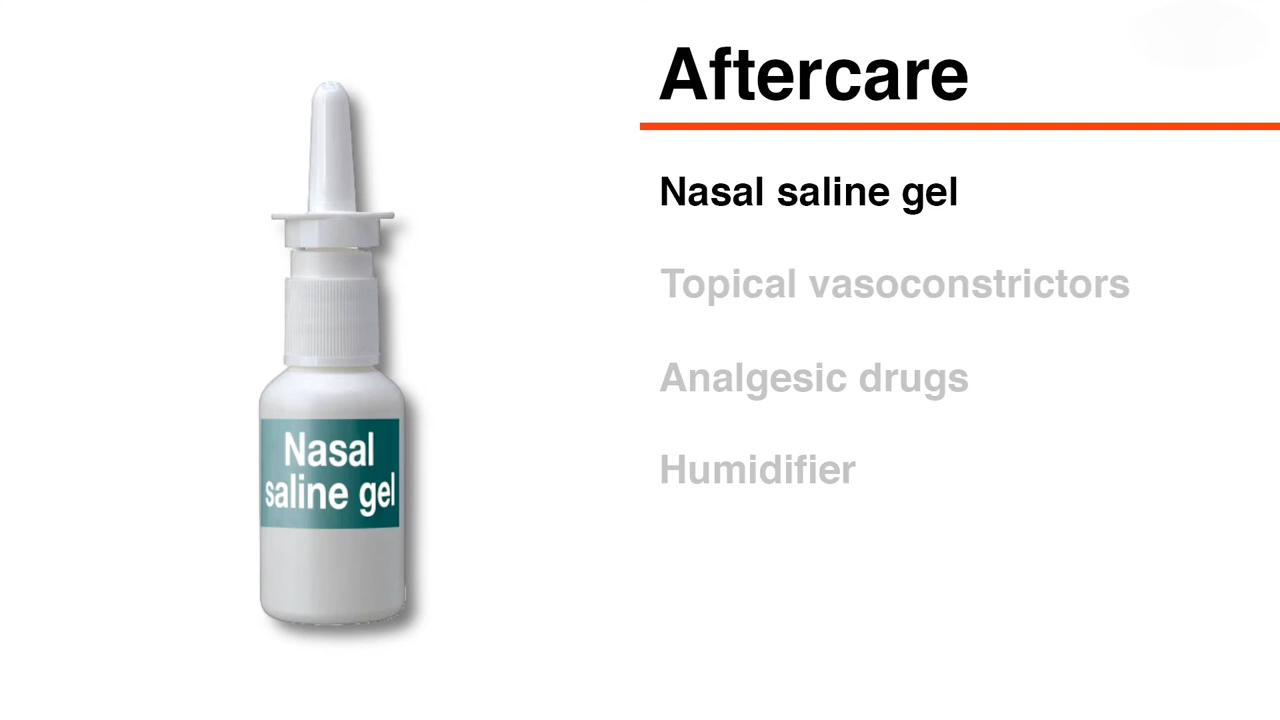 Aftercare
Nasal saline gel
Topical vasoconstrictors
Analgesic drugs
Humidifier
Nasal
saline gel